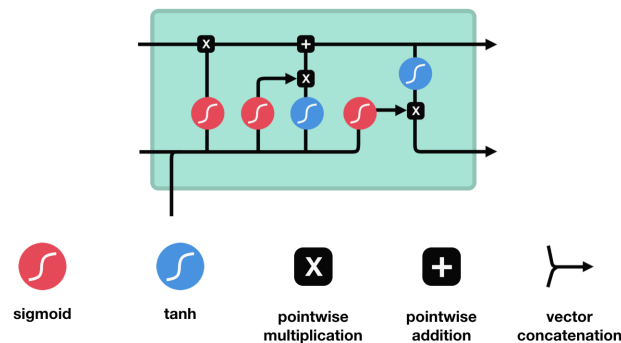 X
+
X
X
X
+
sigmoid
tanh
pointwise
multiplication
pointwise
addition
vector
concatenation